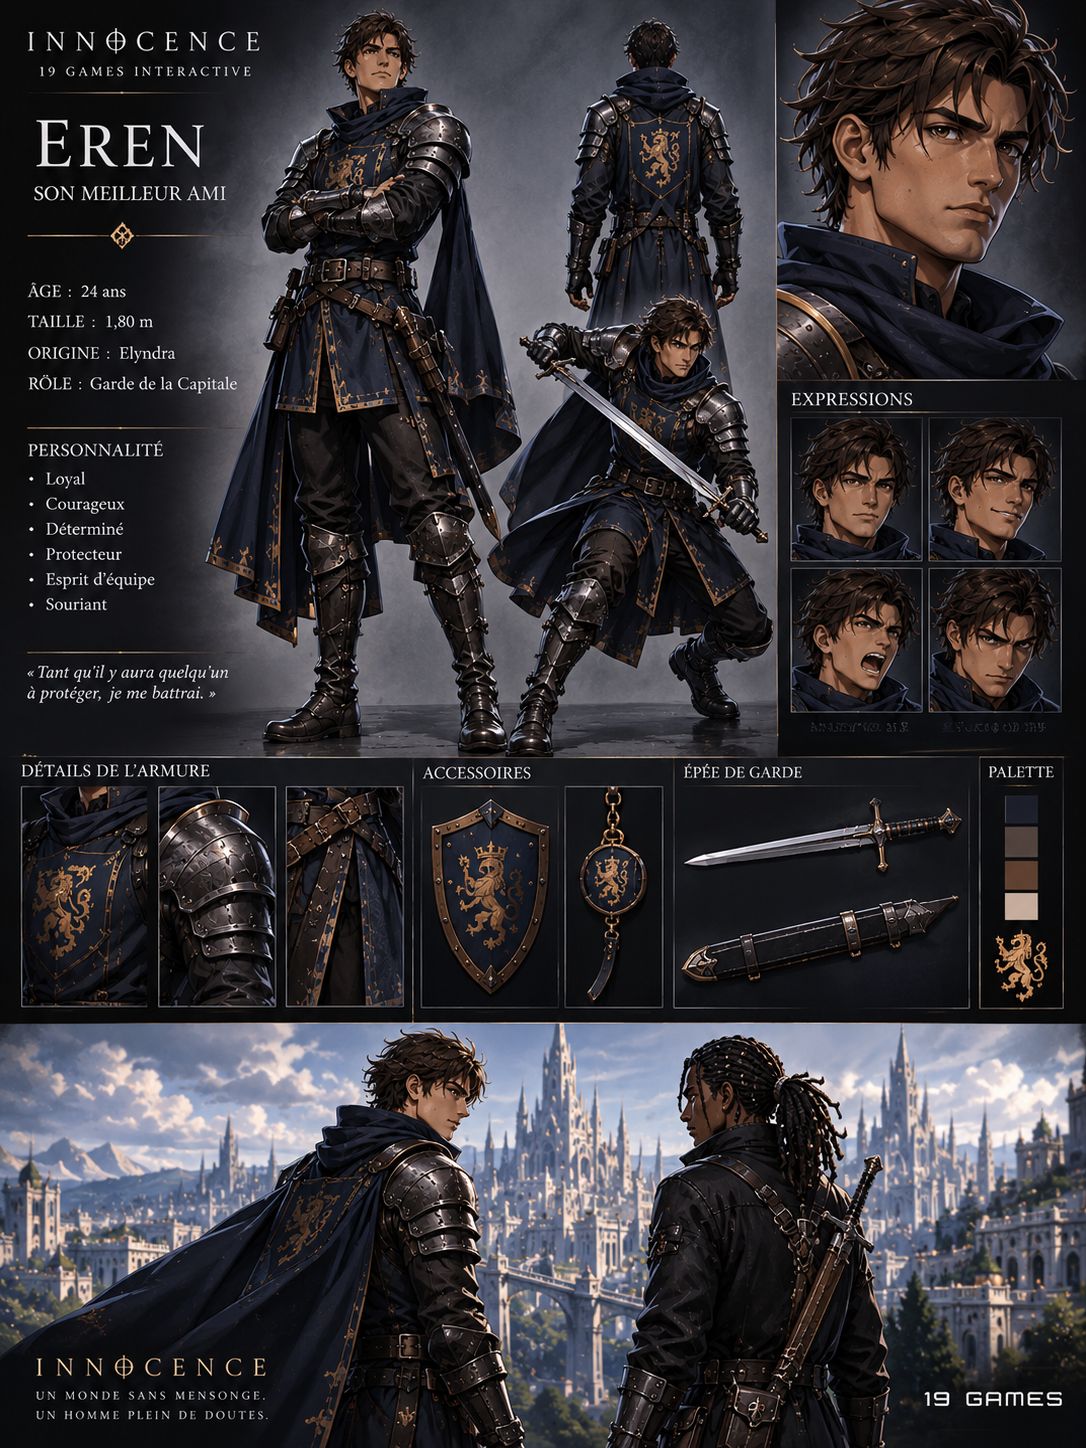 INNOCENCE
19 GAMES INTERACTIVE
EREN
SON MEILLEUR AMI
ÂGE : 24 ans
TAILLE : 1,80 m
ORIGINE : Elyndra
RÖLE : Garde de la Capitale
PERSONNALITÉ
• Loyal
• Courageux
• Déterminé
• Protecteur
• Esprit d'équipe
• Souriant
« Tant qu'il y aura quelqu'un
à protéger, je me battrai. »
EXPRESSIONS
DÉTAILS DE L'ARMURE
ACCESSOIRES
ÉPÉE DE GARDE
PALETTE
INNOCENCE
UN MONDE SANS MENSONGE.
UN HOMME PLEIN DE DOUTES.
19 GAMES